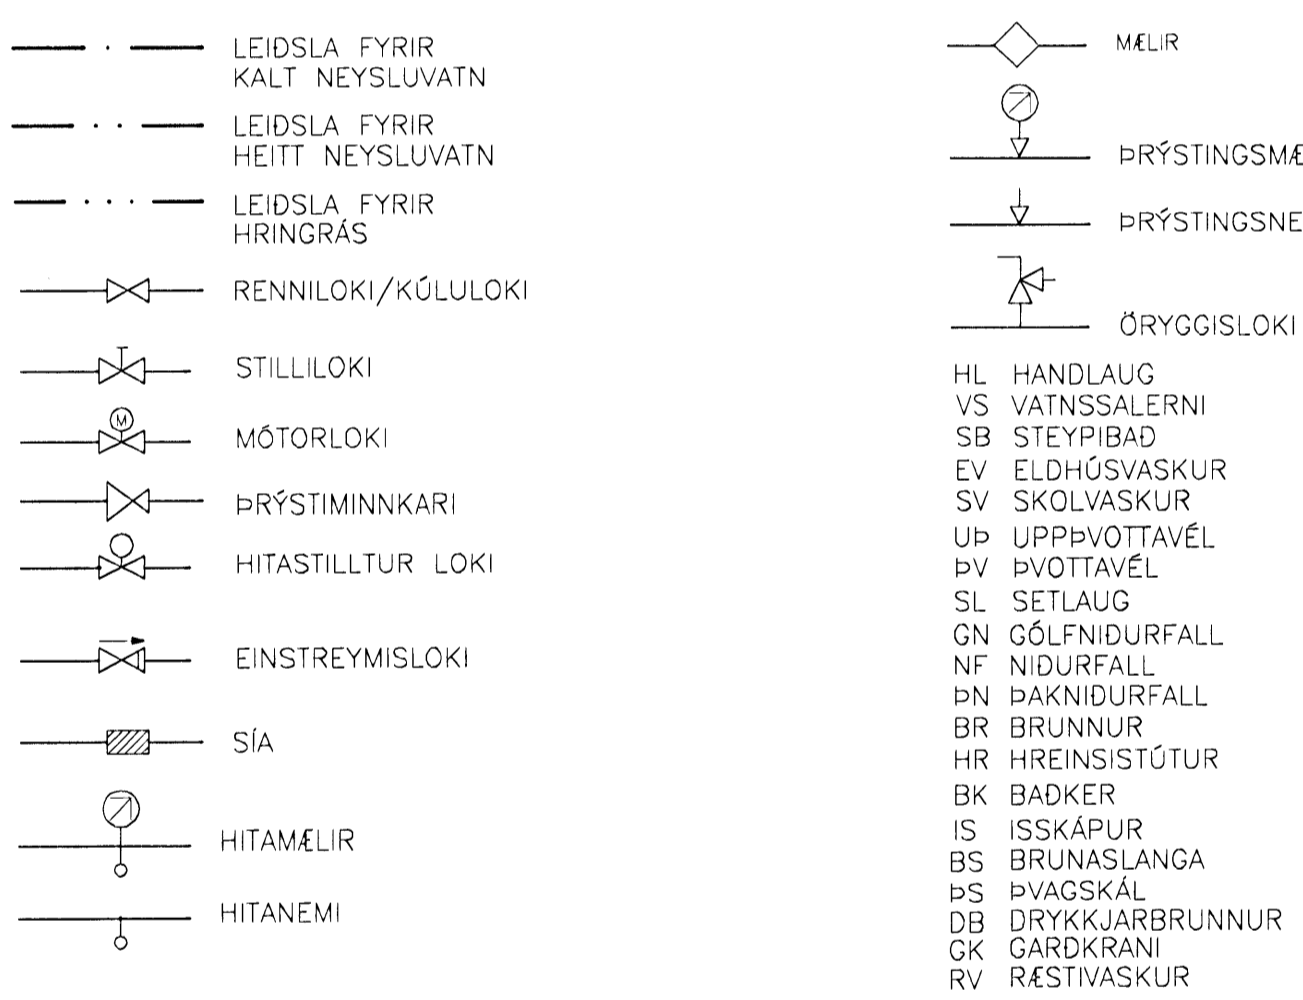 LEIÐSLA FYRIR
KALT NEYSLUVATN
LEIÐSLA FYRIR
HEITT NEYSLUVATN
LEIÐSLA FYRIR
HRINGRÁS
RENNILOKI/KÚLULOKI
STILLILOKI
M
MÓTORLOKI
ÞRÝSTIMINNKARI
HITASTILLTUR LOKI
EINSTREYMISLOKI
SÍA
HITAMÆLIR
HITANEMI
MÆLIR
ÞRÝSTINGSMÆ
ÞRÝSTINGSNE
ÖRYGGISLOKI
HL HANDLAUG
VS VATNSSALERNI
SB STEYPIBAÐ
EV ELDHÚSVASKUR
SV SKOLVASKUR
UÞ UPPÞVOTTAVÉL
ÞV ÞVOTTAVÉL
SL SETLAUG
GN GÓLFNIÐURFALL
NF NIÐURFALL
ÞN ÞAKNIÐURFALL
BR BRUNNUR
HR HREINSISTÚTUR
BK BAÐKER
IS ISSKÁPUR
BS BRUNASLANGA
ÞS ÞVAGSKÁL
DB DRYKKJARBRUNNUR
GK GARÐKRANI
RV RÆSTIVASKUR